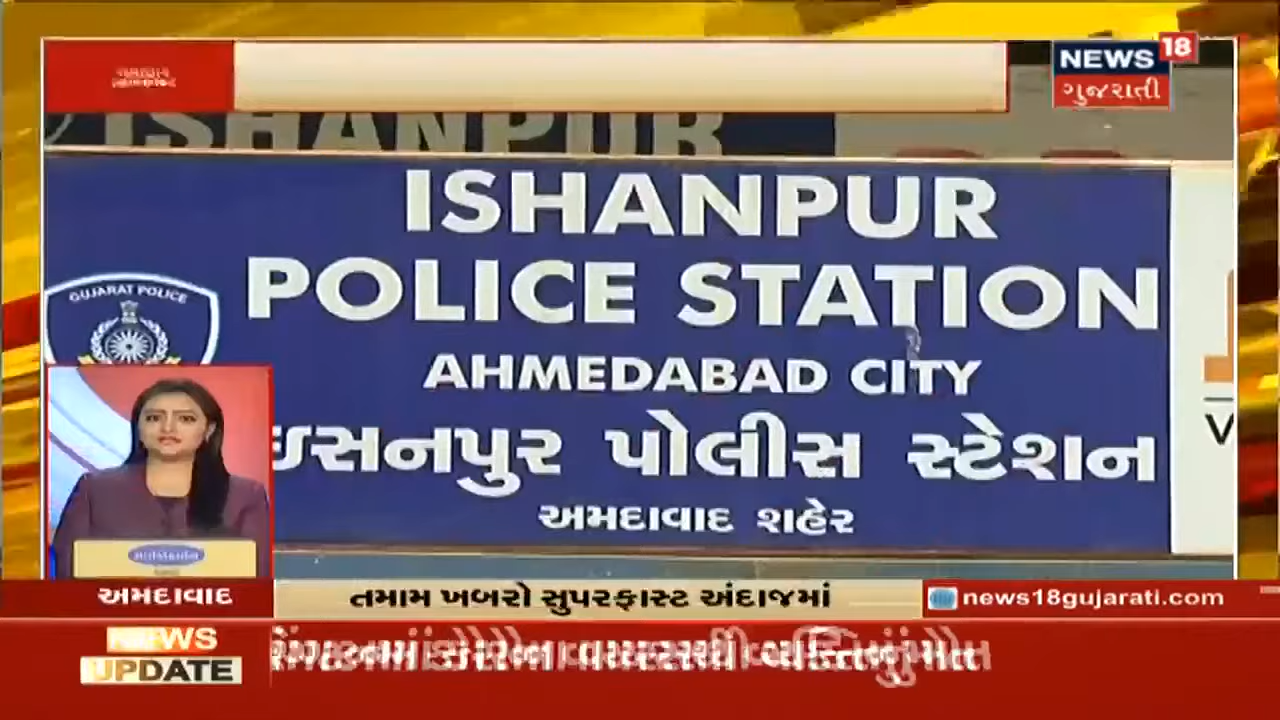 NEWS 18
ગુજરાતી
ISHANPUR
ISHANPUR
POLICE STATION
AHMEDABAD CITY
ઇસનપુર પોલીસ સ્ટેશન
અમદાવાદ શહેર
GUJARAT POLICE
અમદાવાદ
તમામ ખબરો સુપરફાસ્ટ અંદાજમાં
news18gujarati.com
NEWS
UPDATE